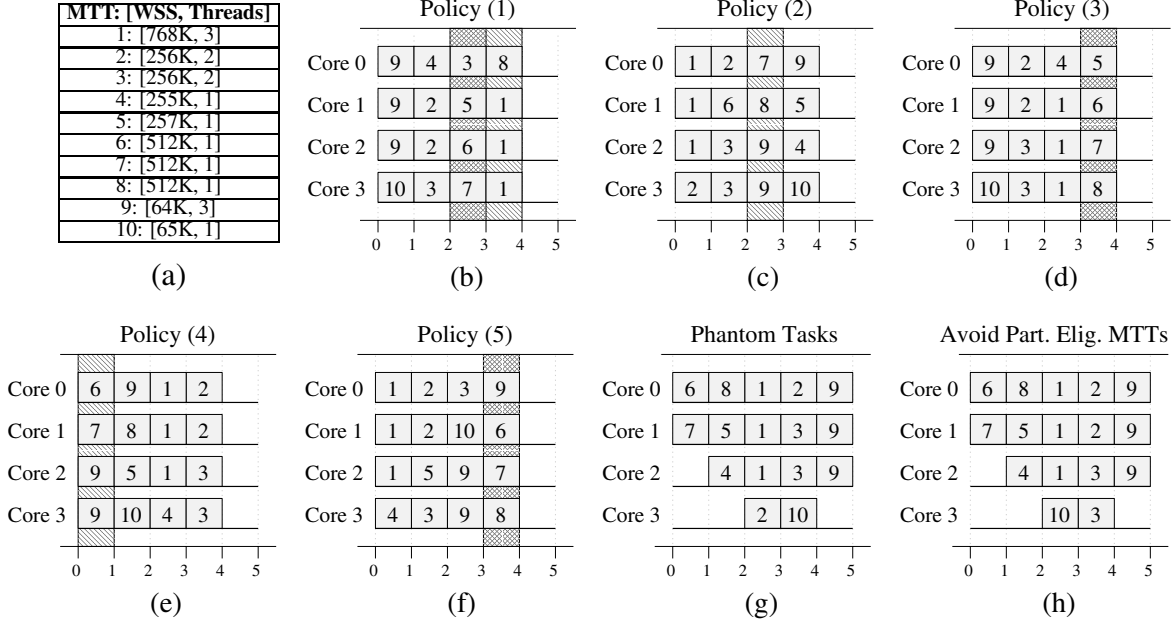 MTT: [WSS, Threads]
1: [768K, 3]
2: [256K, 2]
3: [256K, 2]
4: [255K, 1]
5: [257K, 1]
6: [512K, 1]
7: [512K, 1]
8: [512K, 1]
9: [64K, 3]
10: [65K, 1]
(a)
Policy (1)
Core 0 9 4 3 8
Core 1 9 2 5 1
Core 2 9 2 6 1
Core 3 10 3 7 1
0 1 2 3 4 5
(b)
Policy (2)
Core 0 1 2 7 9
Core 1 1 6 8 5
Core 2 1 3 9 4
Core 3 2 3 9 10
0 1 2 3 4 5
(c)
Policy (3)
Core 0 9 2 4 5
Core 1 9 2 1 6
Core 2 9 3 1 7
Core 3 10 3 1 8
0 1 2 3 4 5
(d)
Policy (4)
Core 0 6 9 1 2
Core 1 7 8 1 2
Core 2 9 5 1 3
Core 3 9 10 4 3
0 1 2 3 4 5
(e)
Policy (5)
Core 0 1 2 3 9
Core 1 1 2 10 6
Core 2 1 5 9 7
Core 3 4 3 9 8
0 1 2 3 4 5
(f)
Phantom Tasks
Core 0 6 8 1 2 9
Core 1 7 5 1 3 9
Core 2 4 1 3 9
Core 3 2 10
0 1 2 3 4 5
(g)
Avoid Part. Elig. MTTs
Core 0 6 8 1 2 9
Core 1 7 5 1 2 9
Core 2 4 1 3 9
Core 3 10 3
0 1 2 3 4 5
(h)